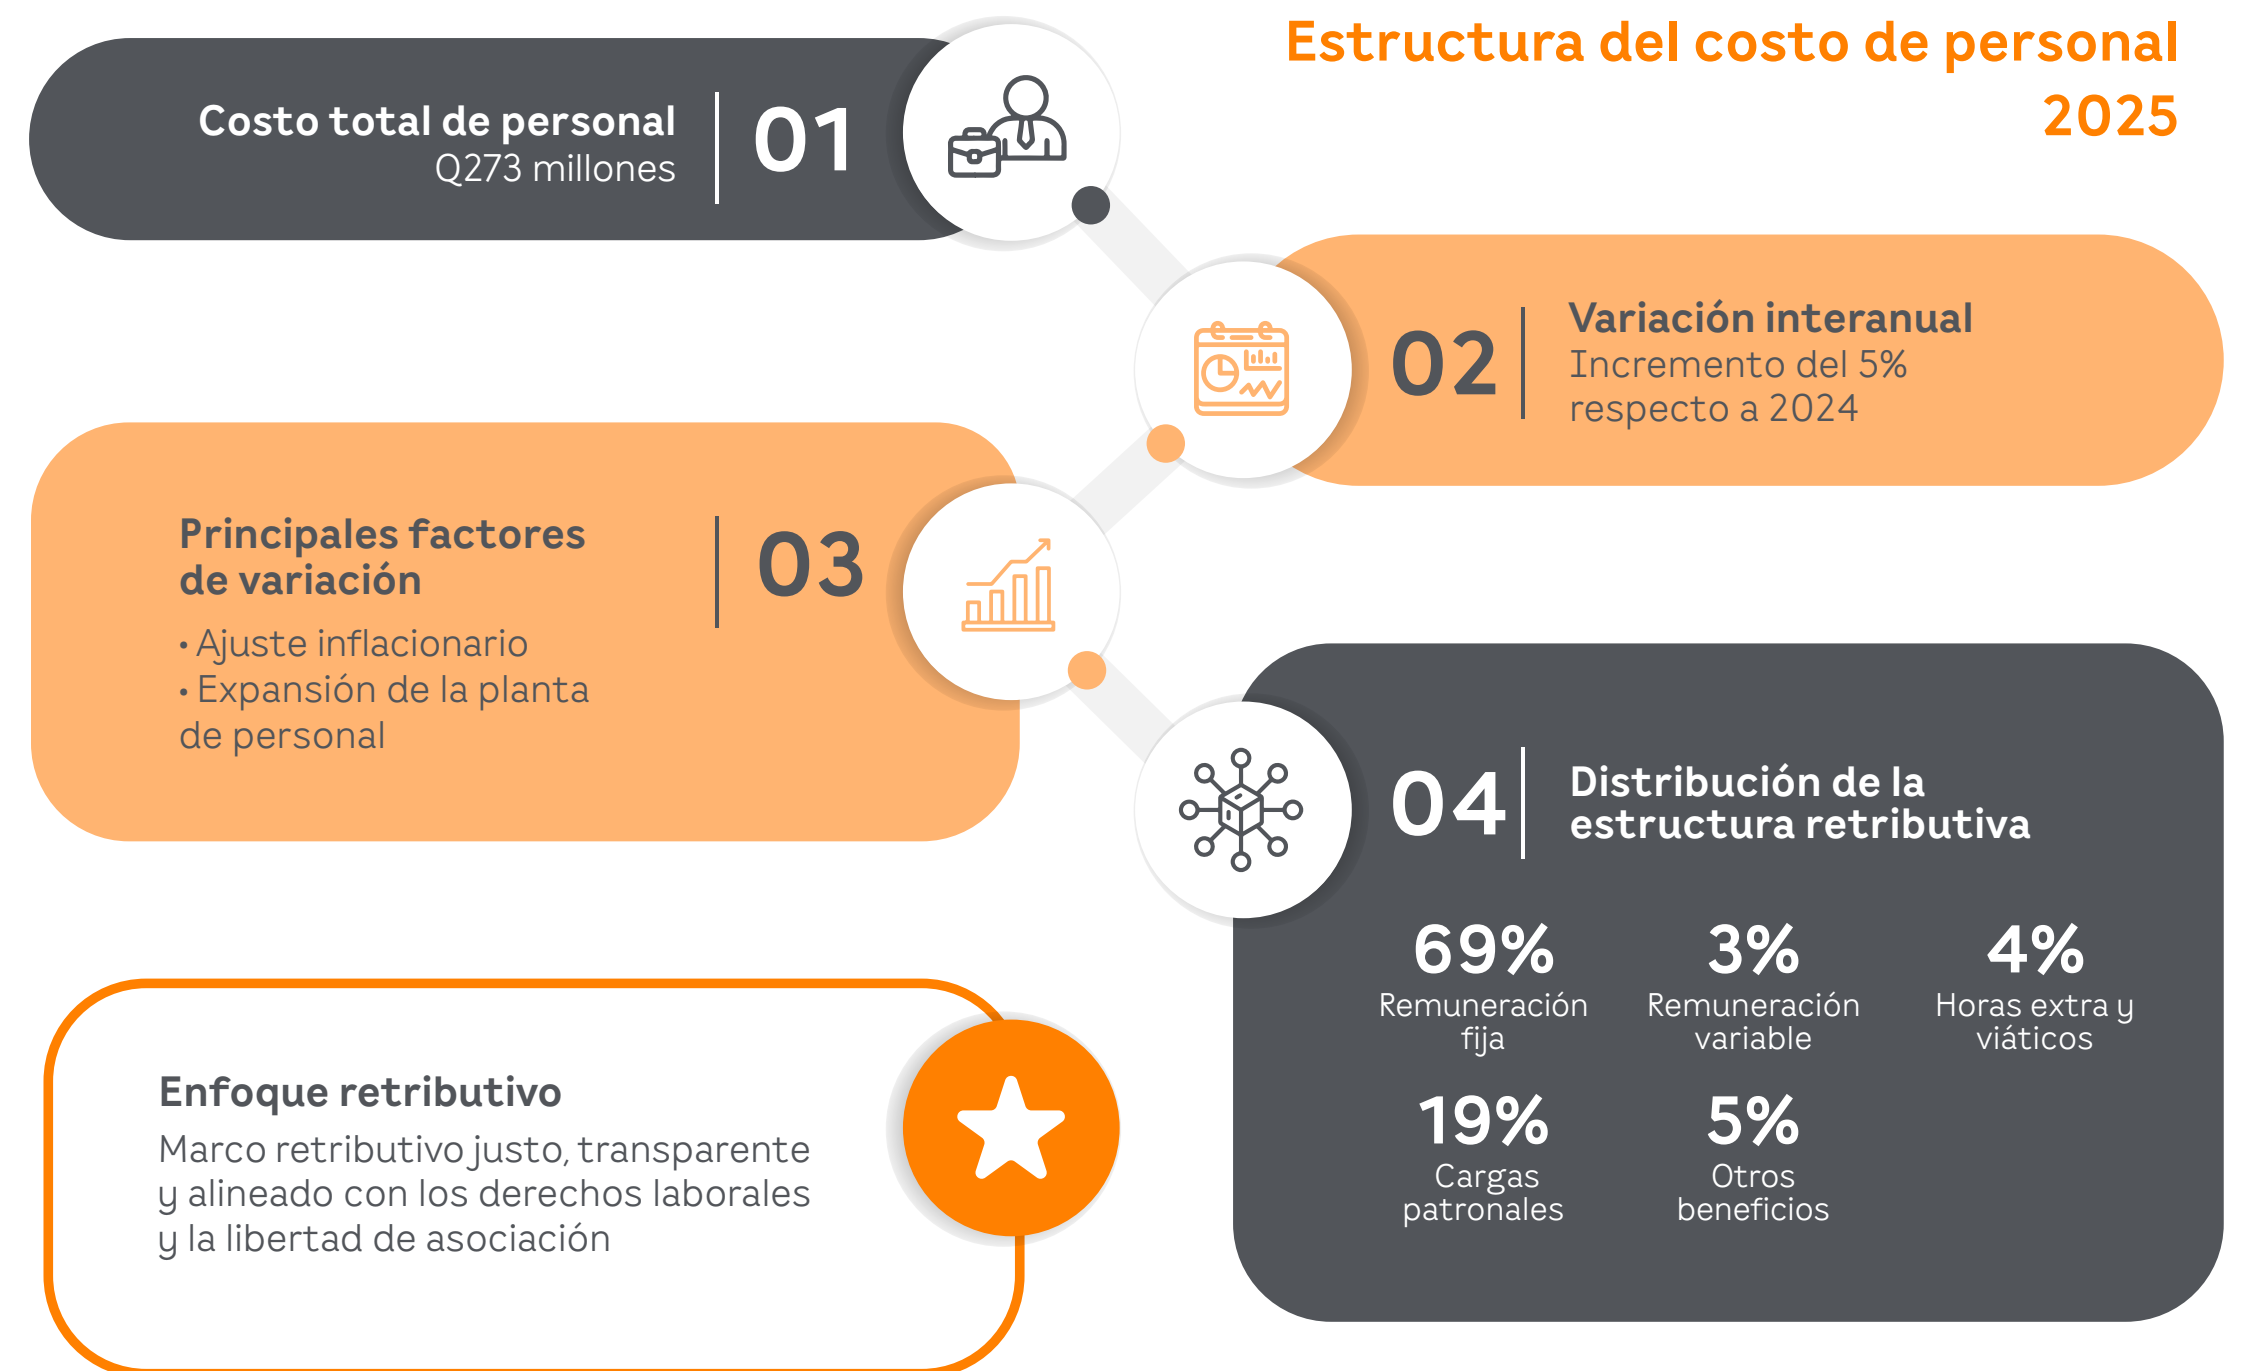 Estructura del costo de personal
2025
Costo total de personal
Q273 millones
01
02
Variación interanual
Incremento del 5%
respecto a 2024
Principales factores
de variación
• Ajuste inflacionario
• Expansión de la planta
de personal
03
04
Distribución de la
estructura retributiva
69%
Remuneración
fija
3%
Remuneración
variable
4%
Horas extra y
viáticos
19%
Cargas
patronales
5%
Otros
beneficios
Enfoque retributivo
Marco retributivo justo, transparente
y alineado con los derechos laborales
y la libertad de asociación